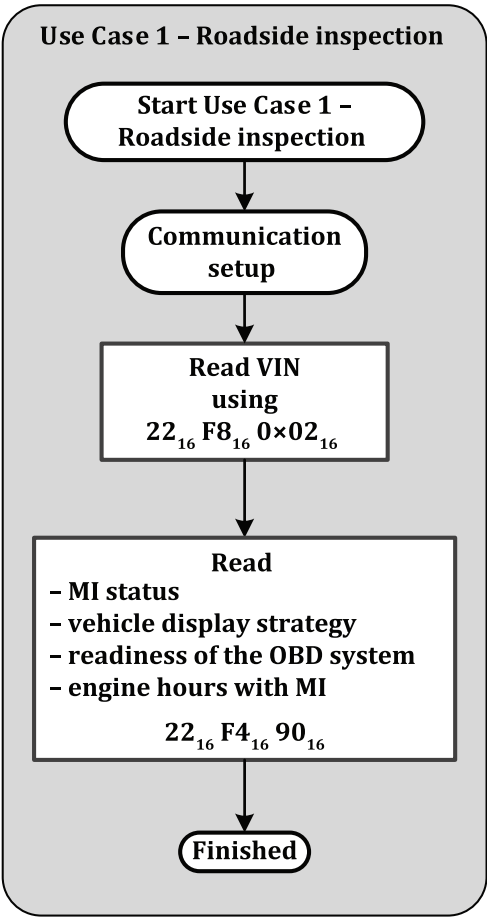 Use Case 1 – Roadside inspection
Start Use Case 1 –
Roadside inspection
Communication
setup
Read VIN
using
22₁₆ F8₁₆ 0×02₁₆
Read
– MI status
– vehicle display strategy
– readiness of the OBD system
– engine hours with MI
22₁₆ F4₁₆ 90₁₆
Finished